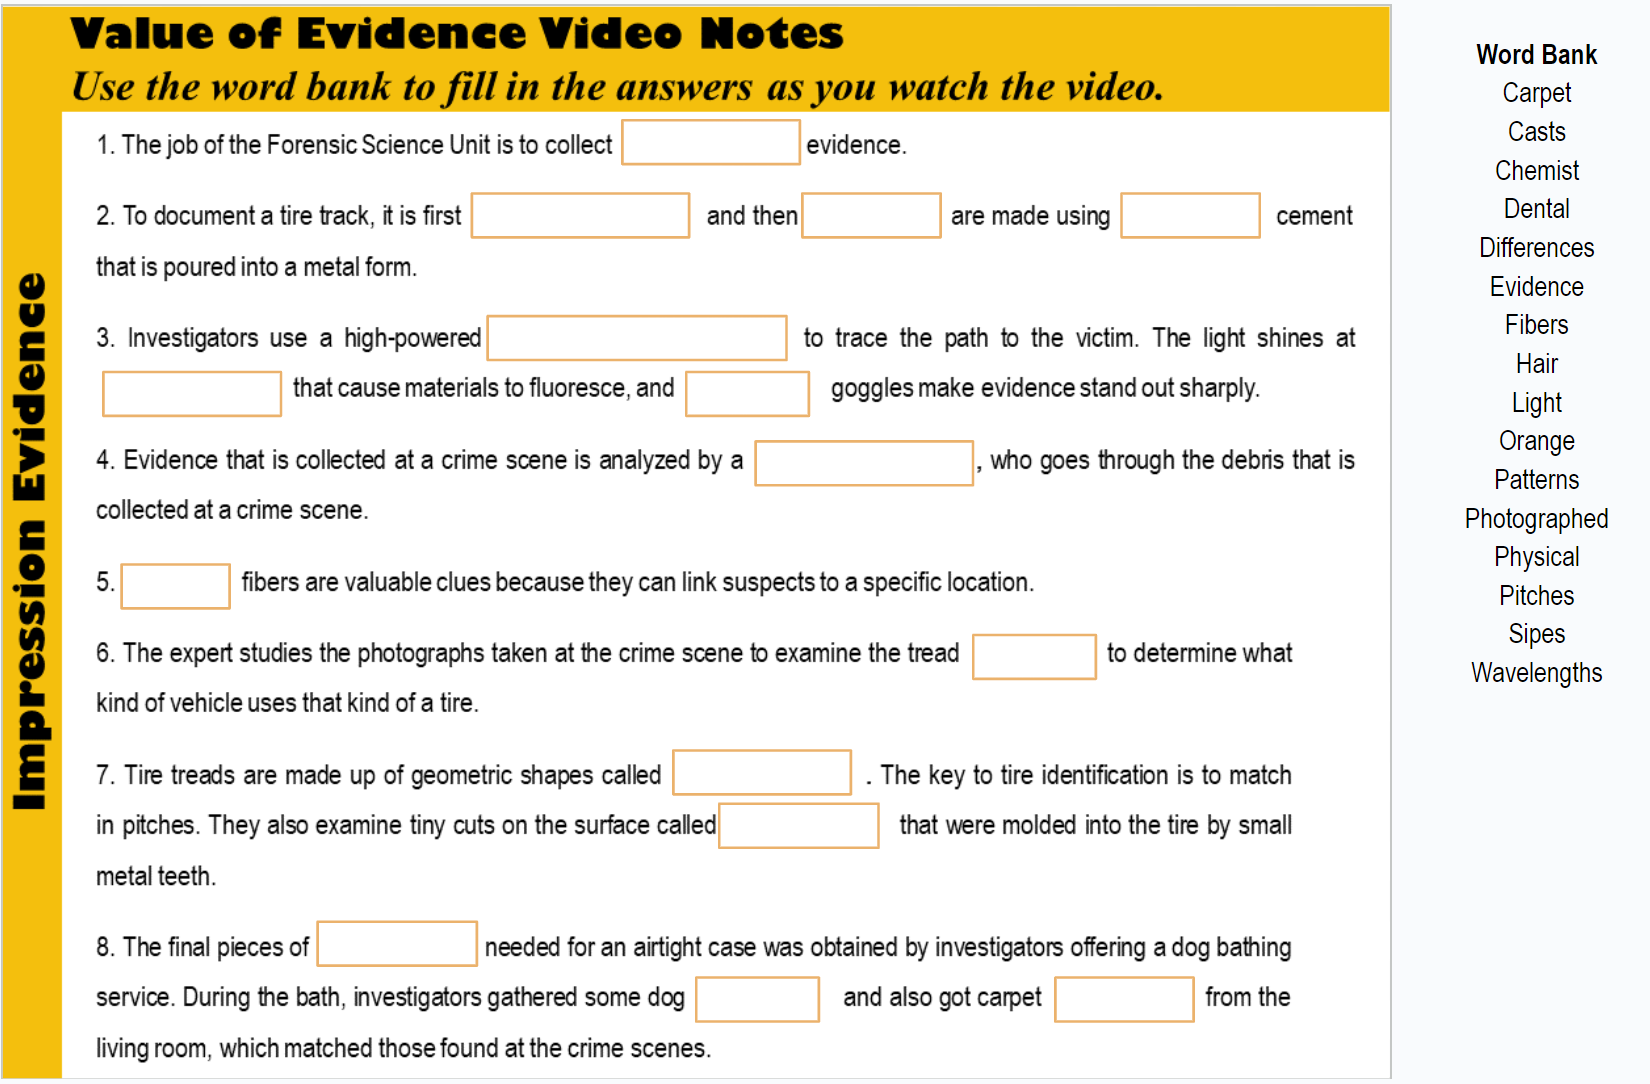 Value of Evidence Video Notes
Use the word bank to fill in the answers as you watch the video.
Impression Evidence
1. The job of the Forensic Science Unit is to collect evidence.
2. To document a tire track, it is first and then are made using cement
that is poured into a metal form.
3. Investigators use a high-powered to trace the path to the victim. The light shines at
that cause materials to fluoresce, and goggles make evidence stand out sharply.
4. Evidence that is collected at a crime scene is analyzed by a , who goes through the debris that is
collected at a crime scene.
5. fibers are valuable clues because they can link suspects to a specific location.
6. The expert studies the photographs taken at the crime scene to examine the tread to determine what
kind of vehicle uses that kind of a tire.
7. Tire treads are made up of geometric shapes called . The key to tire identification is to match
in pitches. They also examine tiny cuts on the surface called that were molded into the tire by small
metal teeth.
8. The final pieces of needed for an airtight case was obtained by investigators offering a dog bathing
service. During the bath, investigators gathered some dog and also got carpet from the
living room, which matched those found at the crime scenes.
Word Bank
Carpet
Casts
Chemist
Dental
Differences
Evidence
Fibers
Hair
Light
Orange
Patterns
Photographed
Physical
Pitches
Sipes
Wavelengths